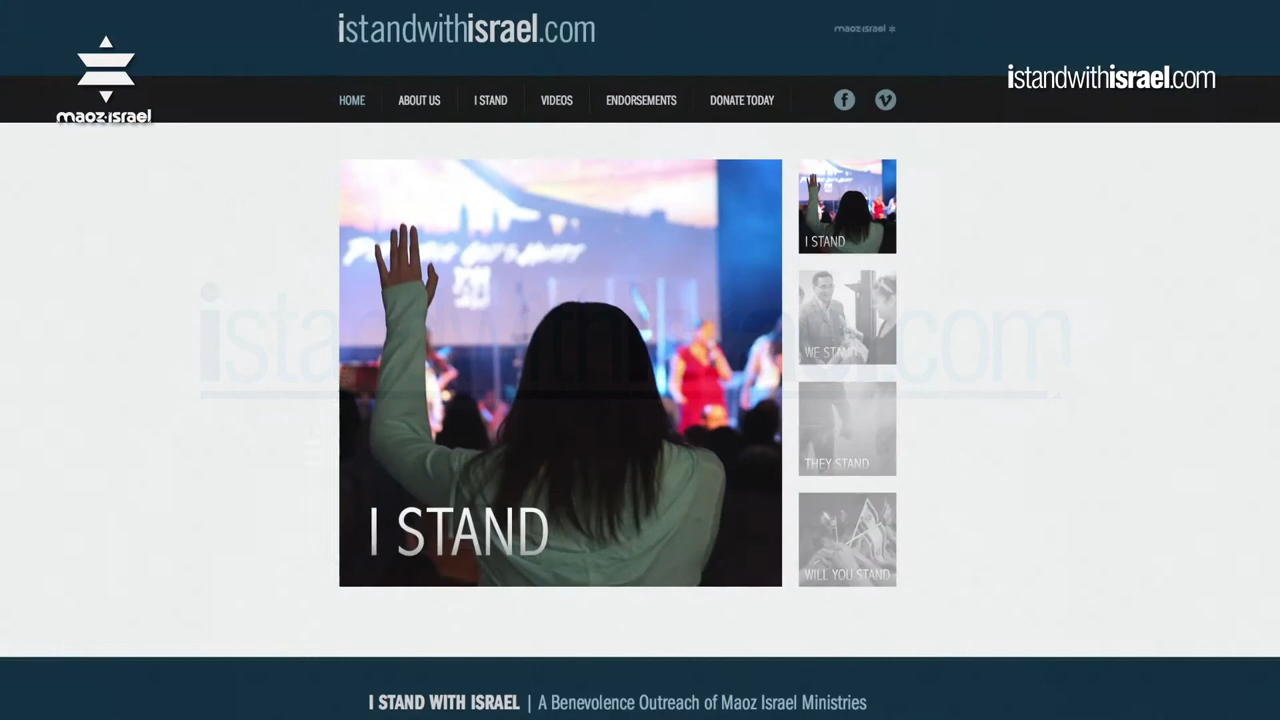 istandwithisrael.com
maoz·israel
maoz·israel
istandwithisrael.com
HOME
ABOUT US
I STAND
VIDEOS
ENDORSEMENTS
DONATE TODAY
I STAND
WE STAND
THEY STAND
WILL YOU STAND
I STAND
I STAND WITH ISRAEL | A Benevolence Outreach of Maoz Israel Ministries